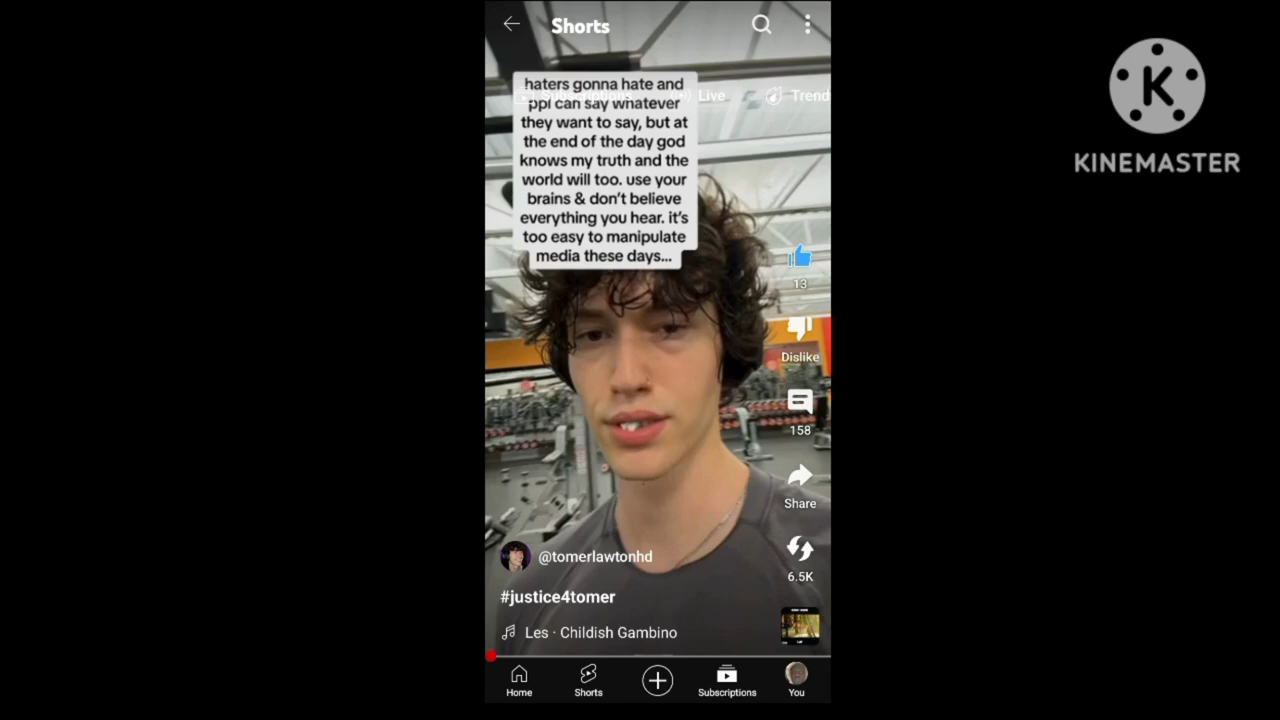 Shorts
haters gonna hate and
Subscriptions
Live
Trend
ppl can say whatever
they want to say, but at
the end of the day god
knows my truth and the
world will too. use your
brains & don't believe
everything you hear. it's
too easy to manipulate
media these days...
K
KINEMASTER
13
Dislike
158
Share
6.5K
@tomerlawtonhd
#justice4tomer
Les · Childish Gambino
Home
Shorts
Subscriptions
You